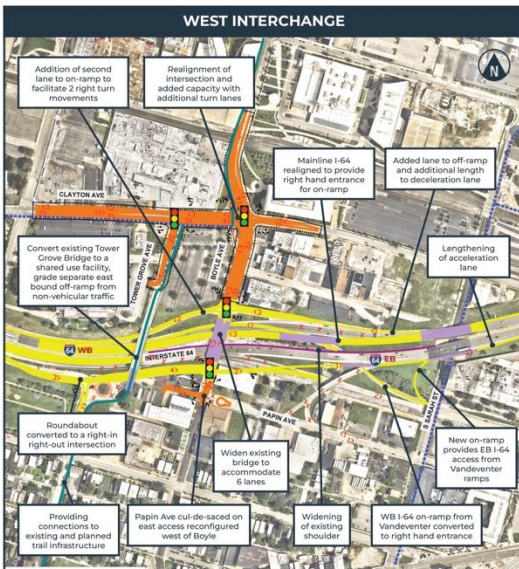 WEST INTERCHANGE
Addition of second
lane to on-ramp to
facilitate 2 right turn
movements
Realignment of
intersection and
added capacity with
additional turn lanes
N
Mainline I-64
realigned to provide
right hand entrance
for on-ramp
Added lane to off-ramp
and additional length
to deceleration lane
CLAYTON AVE
Convert existing Tower
Grove Bridge to a
shared use facility,
grade separate east
bound off-ramp from
non-vehicular traffic
TOWER GROVE AVE
BOYLE AVE
Lengthening
of acceleration
lane
64 WB
INTERSTATE 64
64 EB
PAPIN AVE
S SARAH ST
Roundabout
converted to a right-in
right-out intersection
Widen existing
bridge to
accommodate
6 lanes
New on-ramp
provides EB I-64
access from
Vandeventer
ramps
Providing
connections to
existing and planned
trail infrastructure
Papin Ave cul-de-saced on
east access reconfigured
west of Boyle
Widening
of existing
shoulder
WB I-64 on-ramp from
Vandeventer converted
to right hand entrance